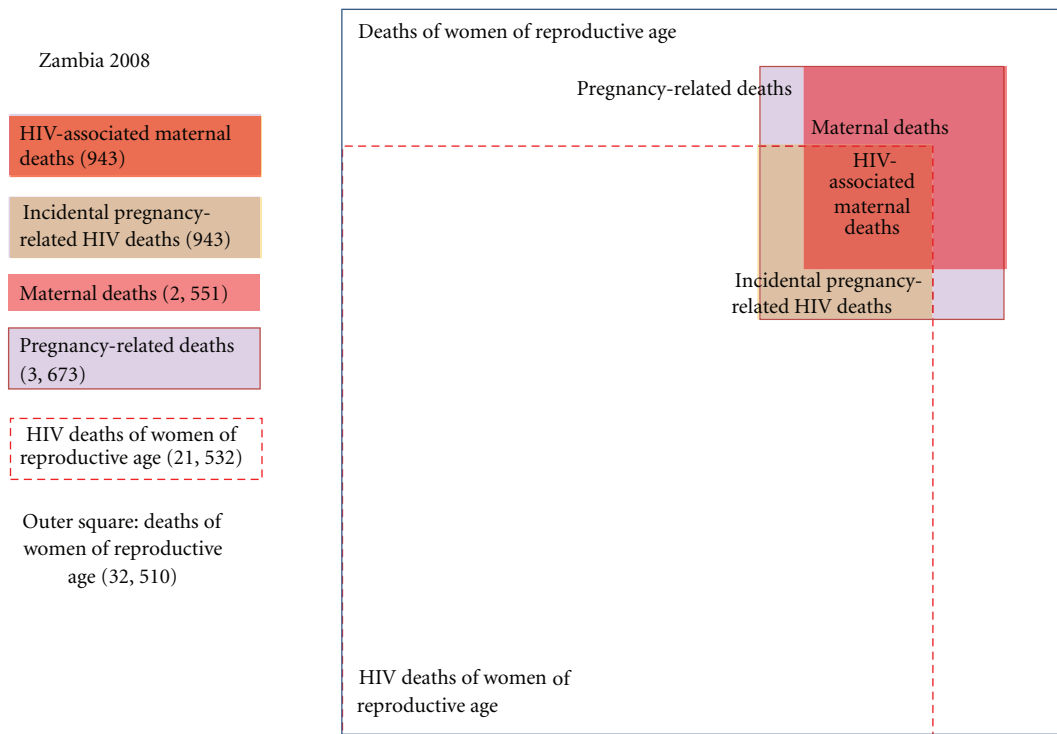 Zambia 2008
HIV-associated maternal
deaths (943)
Incidental pregnancy-
related HIV deaths (943)
Maternal deaths (2, 551)
Pregnancy-related deaths
(3, 673)
HIV deaths of women of
reproductive age (21, 532)
Outer square: deaths of
women of reproductive
age (32, 510)
Deaths of women of reproductive age
Pregnancy-related deaths
Maternal deaths
HIV-
associated
maternal
deaths
Incidental pregnancy-
related HIV deaths
HIV deaths of women of
reproductive age